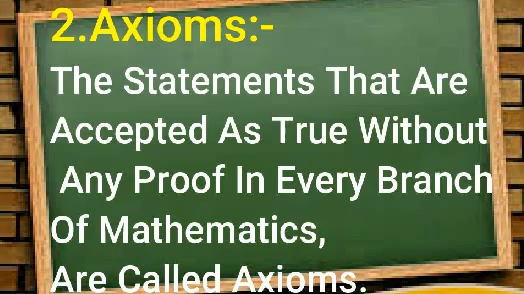 2.Axioms:-
The Statements That Are
Accepted As True Without
Any Proof In Every Branch
Of Mathematics,
Are Called Axioms.